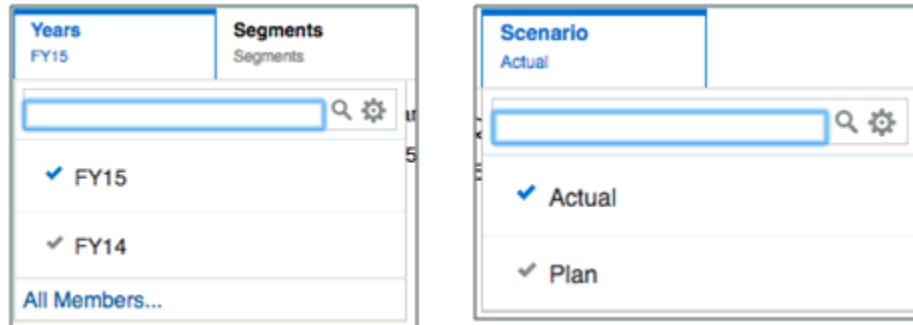 Years
FY15
Segments
Segments
FY15
FY14
All Members...
Scenario
Actual
Actual
Plan